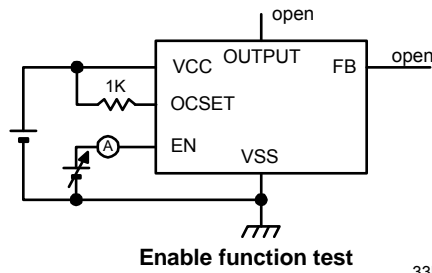 open
VCC OUTPUT FB open
1K
OCSET
A
EN
VSS
Enable function test
33